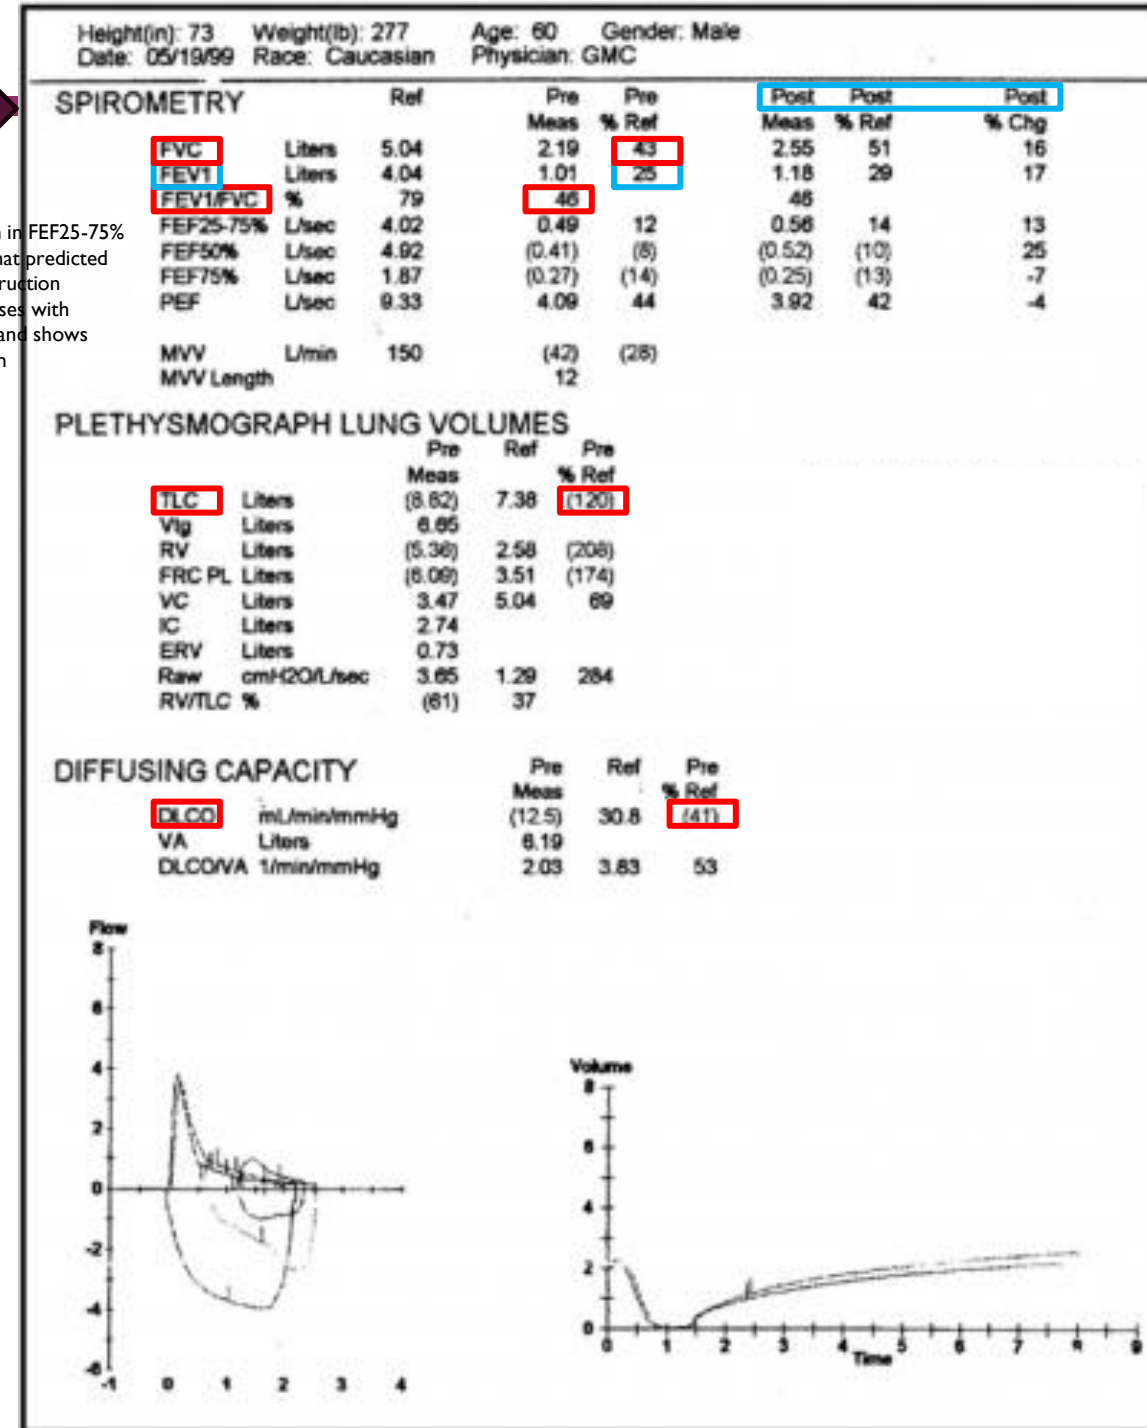 Height(in): 73 Weight(lb): 277 Age: 60 Gender: Male
Date: 05/19/99 Race: Caucasian Physician: GMC
SPIROMETRY Ref Pre Pre Post Post Post
Meas % Ref Meas % Ref % Chg
FVC Liters 5.04 2.19 43 2.55 51 16
FEV1 Liters 4.04 1.01 25 1.18 29 17
FEV1/FVC % 79 46 46
FEF25-75% L/sec 4.02 0.49 12 0.56 14 13
FEF50% L/sec 4.92 (0.41) (8) (0.52) (10) 25
FEF75% L/sec 1.87 (0.27) (14) (0.25) (13) -7
PEF L/sec 9.33 4.09 44 3.92 42 -4
MVV L/min 150 (42) (28)
MVV Length 12
in FEF25-75%
predicted
with
and shows
PLETHYSMOGRAPH LUNG VOLUMES
Pre Ref Pre
Meas % Ref
TLC Liters (8.82) 7.38 (120)
Vtg Liters 6.65
RV Liters (5.36) 2.58 (208)
FRC PL Liters (6.09) 3.51 (174)
VC Liters 3.47 5.04 69
IC Liters 2.74
ERV Liters 0.73
Raw cmH2O/L/sec 3.65 1.29 284
RV/TLC % (61) 37
DIFFUSING CAPACITY Pre Ref Pre
Meas % Ref
DLCO mL/min/mmHg (12.5) 30.8 (41)
VA Liters 6.19
DLCO/VA 1/min/mmHg 2.03 3.83 53
Flow
8
6
4
2
0
-2
-4
-6
-1 0 1 2 3 4
Volume
8
6
4
2
0
0 1 2 3 4 5 6 7 8 9
Time